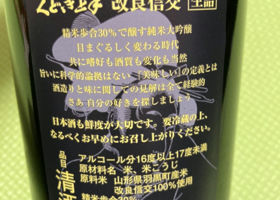 くどき上手 改良信交 生詰
精米歩合30%で醸す純米大吟醸
目まぐるしく変わる時代
共に嗜好も酒質も変化も当然
旨いに科学的論拠はない「美味しい」の定義とは
酒造りと味に関しての見解は全て経験的
さあ自分の好きを探しましょう
日本酒も鮮度が大切です。要冷蔵の上、
なるべくお早めにお召し上がりください。
アルコール分16度以上17度未満
原材料名 米、米こうじ
原料米 山形県羽黒町産
改良信交100%使用
精米歩合30%
品目 清酒